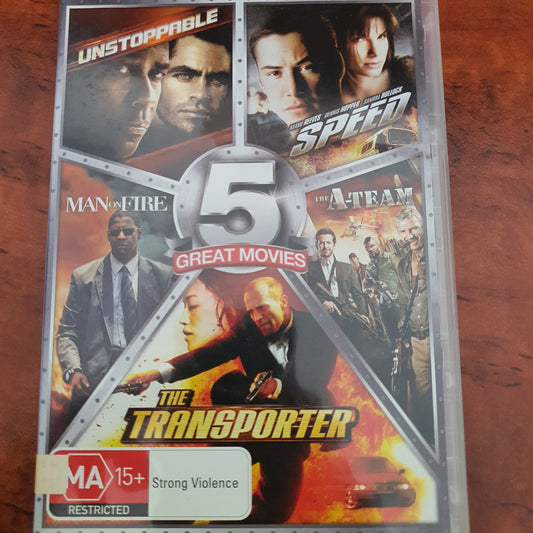 UNSTOPPABLE
KEANU REEVES DENNIS HOPPER SANDRA BULLOCK
SPEED
5
GREAT MOVIES
MAN ON FIRE
THE A-TEAM
THE
TRANSPORTER
MA 15+
RESTRICTED
Strong Violence